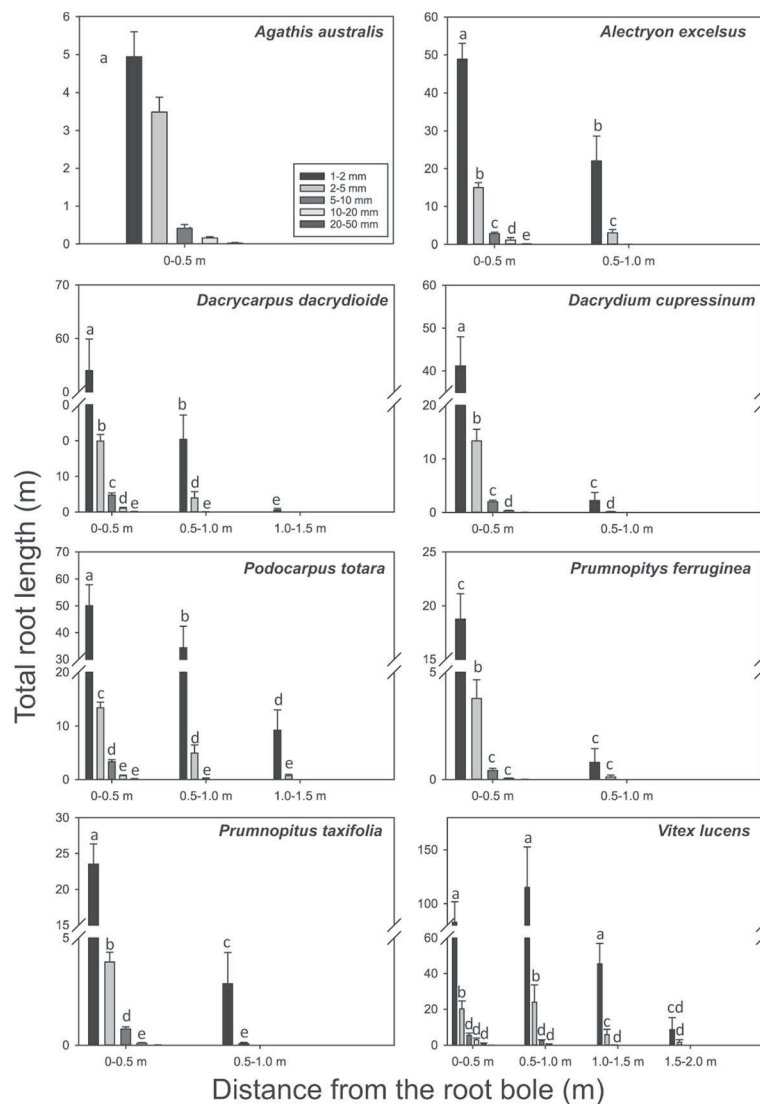 Total root length (m)
Agathis australis
6
5
4
3
2
1
0
a
1-2 mm
2-5 mm
5-10 mm
10-20 mm
20-50 mm
0-0.5 m
Alectryon excelsus
60
50
40
30
20
10
0
a b c d e
b c
0-0.5 m 0.5-1.0 m
Dacrycarpus dacrydioide
70
60
0
0
0
10
0
a b c d e
b d e
e
0-0.5 m 0.5-1.0 m 1.0-1.5 m
Dacrydium cupressinum
60
50
40
20
10
0
a b c d
c d
0-0.5 m 0.5-1.0 m
Podocarpus totara
70
60
50
40
30
20
10
0
a c d e e
b c e
d e
0-0.5 m 0.5-1.0 m 1.0-1.5 m
Prumnopitys ferruginea
25
20
15
5
0
c b c c
c c
0-0.5 m 0.5-1.0 m
Prumnopitus taxifolia
30
25
20
15
5
0
a b d e
c e
0-0.5 m 0.5-1.0 m
Vitex lucens
150
100
60
40
20
0
a b d d d
a b d d
a c d
cd d
0-0.5 m 0.5-1.0 m 1.0-1.5 m 1.5-2.0 m
Distance from the root bole (m)